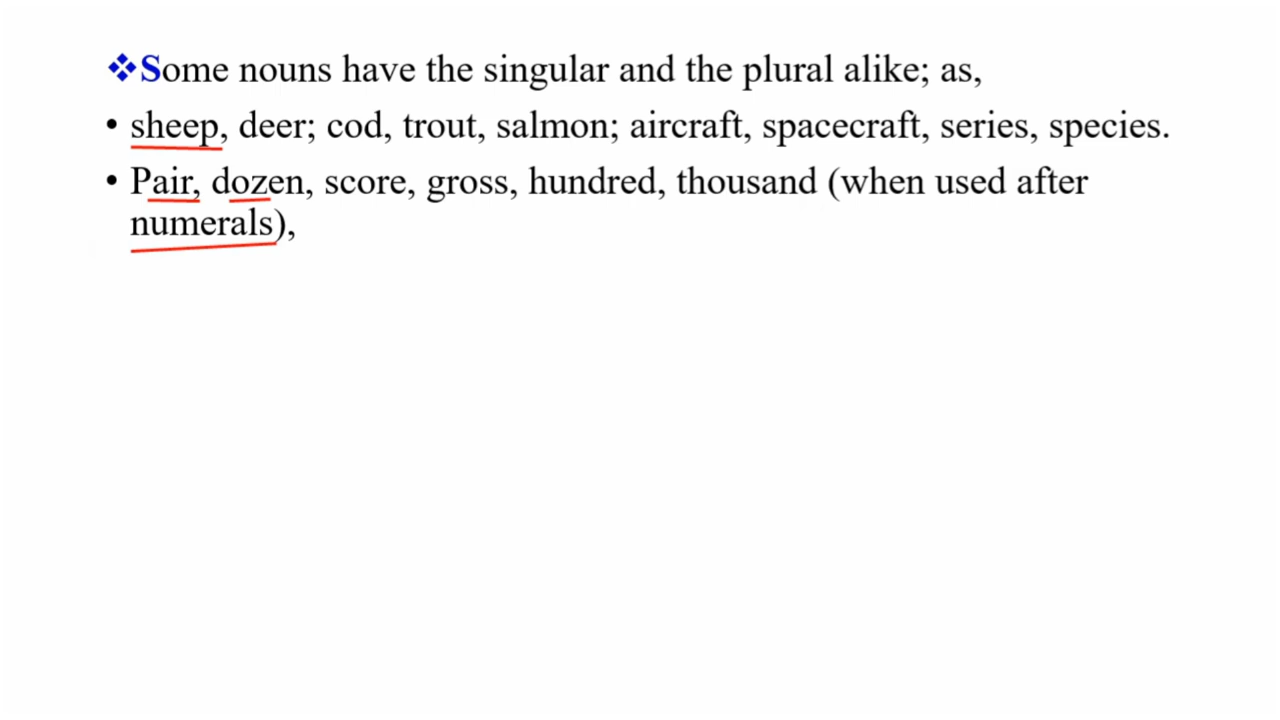 ❖Some nouns have the singular and the plural alike; as,
• sheep, deer; cod, trout, salmon; aircraft, spacecraft, series, species.
• Pair, dozen, score, gross, hundred, thousand (when used after
numerals),